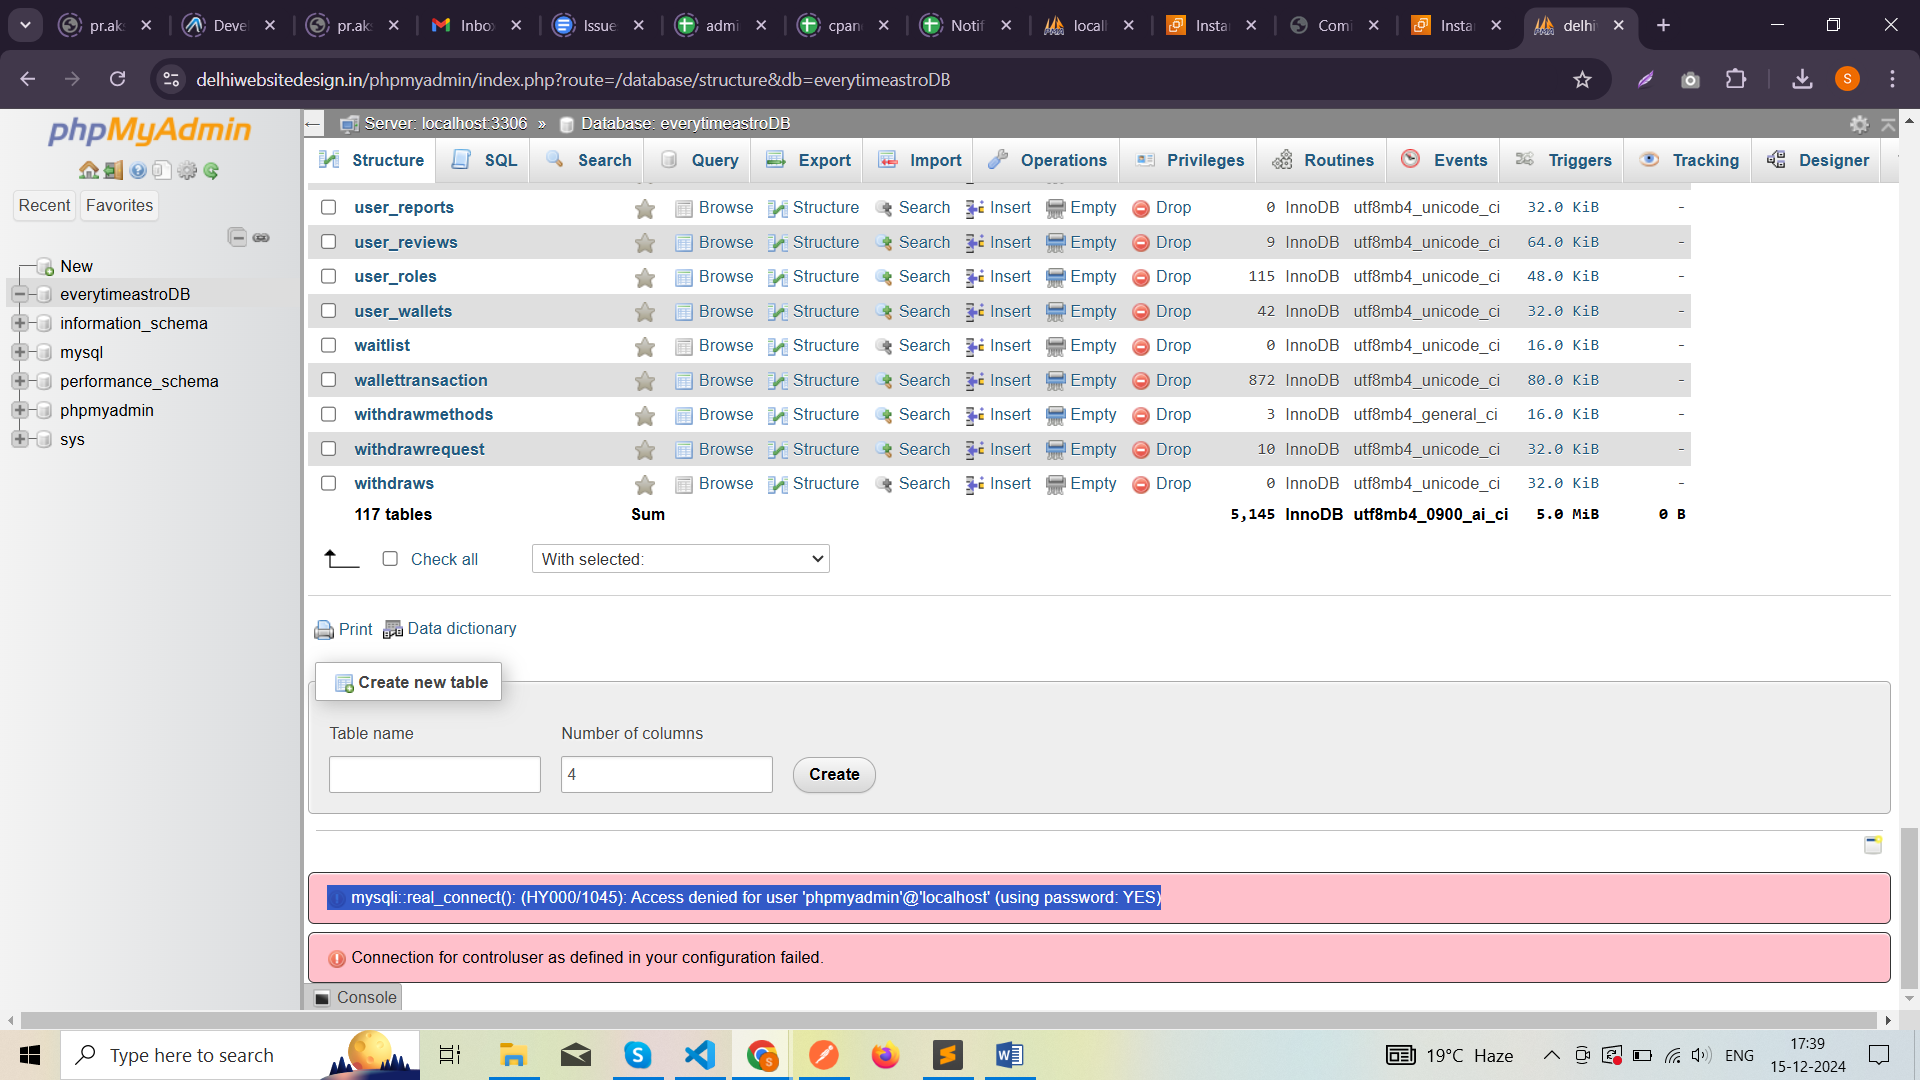 pr.ak
Deve
pr.ak
Inbo
Issue
admi
cpan
Notif
local
Insta
Comi
Insta
delhi
delhiwebsitedesign.in/phpmyadmin/index.php?route=/database/structure&db=everytimeastroDB
S
phpMyAdmin
Recent
Favorites
New
everytimeastroDB
information_schema
mysql
performance_schema
phpmyadmin
sys
Server: localhost:3306 » Database: everytimeastroDB
Structure SQL Search Query Export Import Operations Privileges Routines Events Triggers Tracking Designer
user_reports Browse Structure Search Insert Empty Drop 0 InnoDB utf8mb4_unicode_ci 32.0 KiB -
user_reviews Browse Structure Search Insert Empty Drop 9 InnoDB utf8mb4_unicode_ci 64.0 KiB -
user_roles Browse Structure Search Insert Empty Drop 115 InnoDB utf8mb4_unicode_ci 48.0 KiB -
user_wallets Browse Structure Search Insert Empty Drop 42 InnoDB utf8mb4_unicode_ci 32.0 KiB -
waitlist Browse Structure Search Insert Empty Drop 0 InnoDB utf8mb4_unicode_ci 16.0 KiB -
wallettransaction Browse Structure Search Insert Empty Drop 872 InnoDB utf8mb4_unicode_ci 80.0 KiB -
withdrawmethods Browse Structure Search Insert Empty Drop 3 InnoDB utf8mb4_general_ci 16.0 KiB -
withdrawrequest Browse Structure Search Insert Empty Drop 10 InnoDB utf8mb4_unicode_ci 32.0 KiB -
withdraws Browse Structure Search Insert Empty Drop 0 InnoDB utf8mb4_unicode_ci 32.0 KiB -
117 tables Sum 5,145 InnoDB utf8mb4_0900_ai_ci 5.0 MiB 0 B
Check all With selected:
Print Data dictionary
Create new table
Table name Number of columns
4 Create
mysqli::real_connect(): (HY000/1045): Access denied for user 'phpmyadmin'@'localhost' (using password: YES)
Connection for controluser as defined in your configuration failed.
Console
Type here to search
19°C Haze
ENG
17:39
15-12-2024